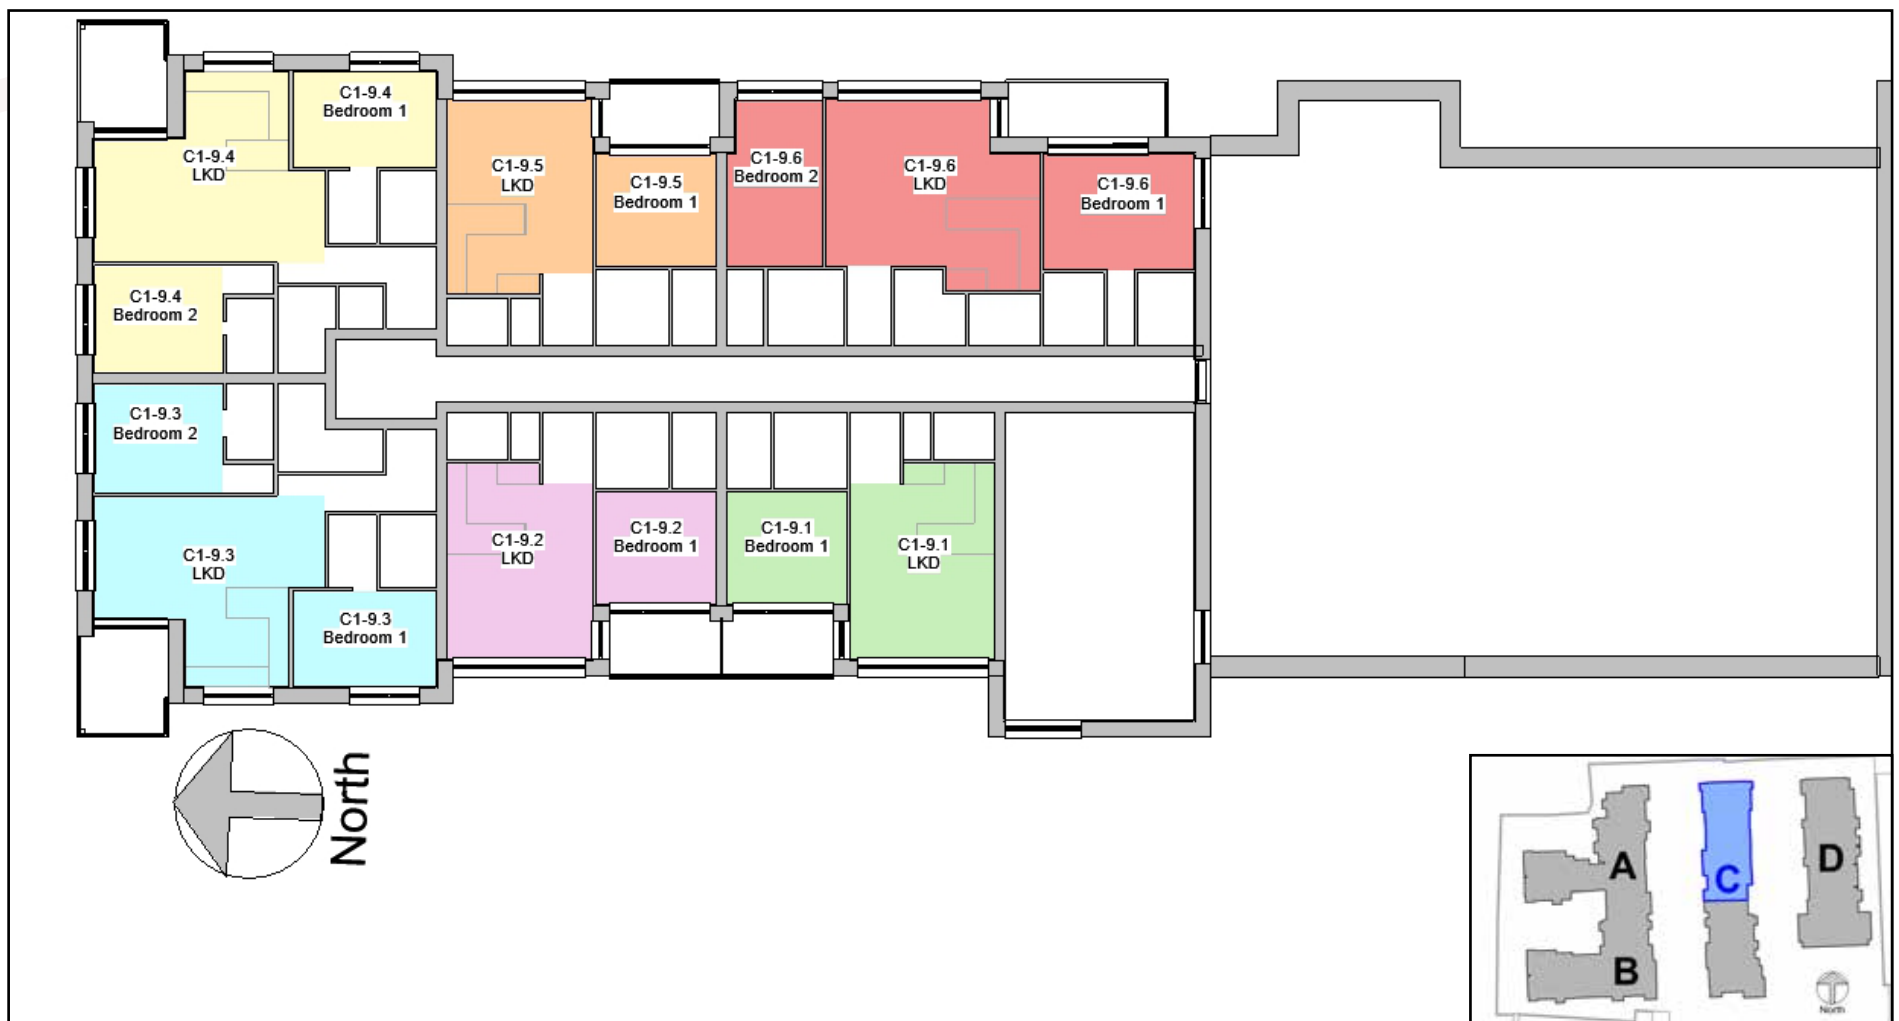 C1-9.4
Bedroom 1
C1-9.4
LKD
C1-9.5
LKD
C1-9.5
Bedroom 1
C1-9.6
Bedroom 2
C1-9.6
LKD
C1-9.6
Bedroom 1
C1-9.4
Bedroom 2
C1-9.3
Bedroom 2
C1-9.3
LKD
C1-9.3
Bedroom 1
C1-9.2
LKD
C1-9.2
Bedroom 1
C1-9.1
Bedroom 1
C1-9.1
LKD
North
A
B
C
D
North